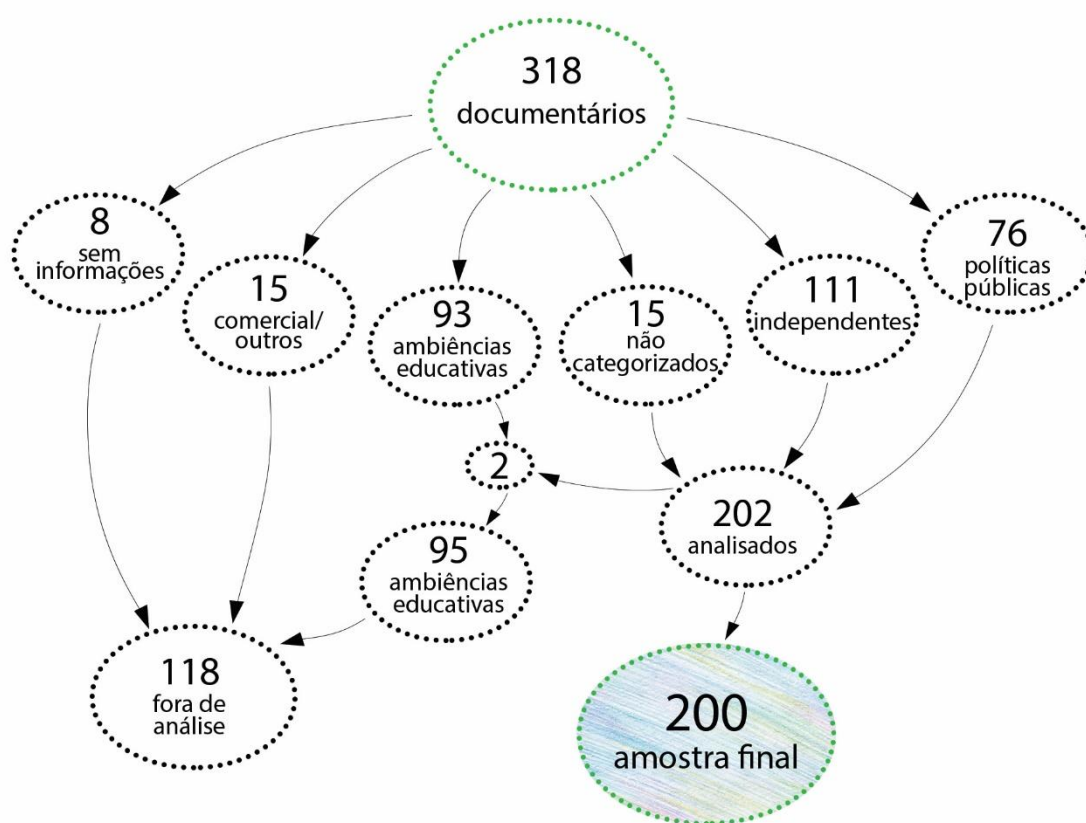 318
documentários
8
sem
informações
15
comercial/
outros
93
ambiências
educativas
15
não
categorizados
111
independentes
76
políticas
públicas
2
202
analisados
95
ambiências
educativas
118
fora de
análise
200
amostra final